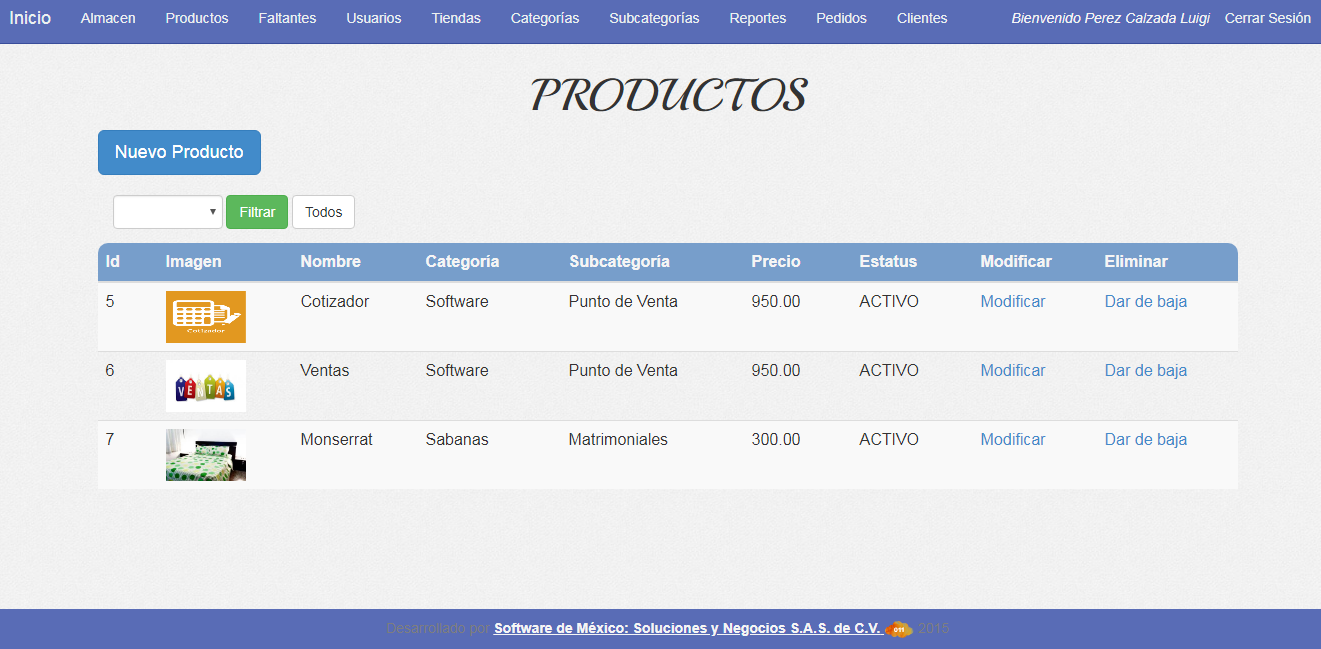 Inicio Almacen Productos Faltantes Usuarios Tiendas Categorías Subcategorías Reportes Pedidos Clientes Bienvenido Perez Calzada Luigi Cerrar Sesión
PRODUCTOS
Nuevo Producto
Filtrar Todos
Id Imagen Nombre Categoría Subcategoría Precio Estatus Modificar Eliminar
5 Cotizador Cotizador Software Punto de Venta 950.00 ACTIVO Modificar Dar de baja
6 VENTAS Ventas Software Punto de Venta 950.00 ACTIVO Modificar Dar de baja
7 Monserrat Sabanas Matrimoniales 300.00 ACTIVO Modificar Dar de baja
Desarrollado por Software de México: Soluciones y Negocios S.A.S. de C.V. 011 2015